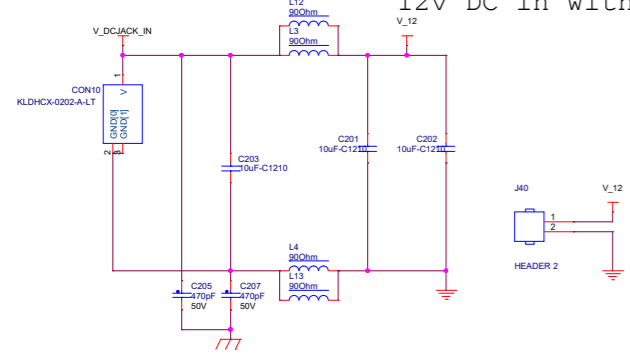 12V DC in with
L12
90Ohm
V_DCJACK_IN
V_12
L3
90Ohm
1
CON10
V
KLDHCX-0202-A-LT
GND[0]
GND[1]
2
3
C203
10uF-C1210
C201
10uF-C1210
C202
10uF-C1210
J40
V_12
1
2
HEADER 2
L4
90Ohm
L13
90Ohm
C205
470pF
50V
C207
470pF
50V